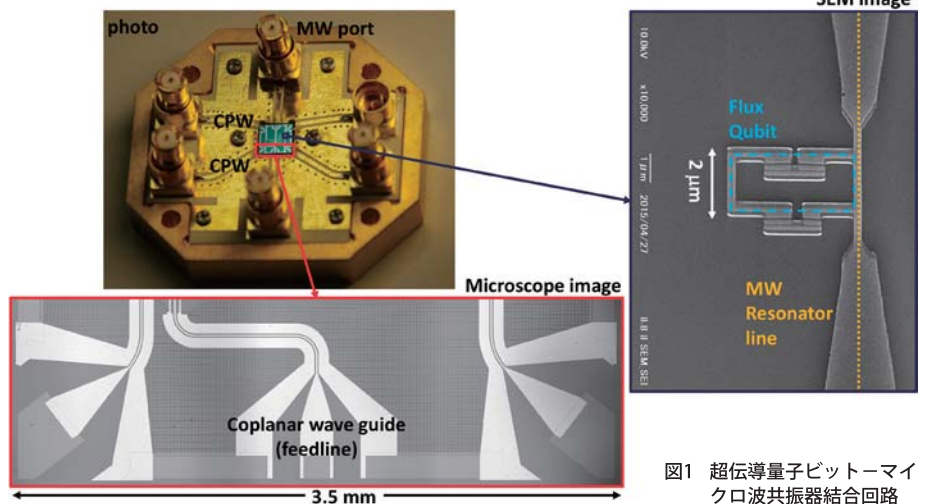 photo
MW port
CPW
CPW
SEM image
10.0kV
x10,000
1µm
2015/04/27
Flux
Qubit
2 µm
MW
Resonator
line
Microscope image
Coplanar wave guide
(feedline)
3.5 mm
図1 超伝導量子ビットーマイ
クロ波共振器結合回路